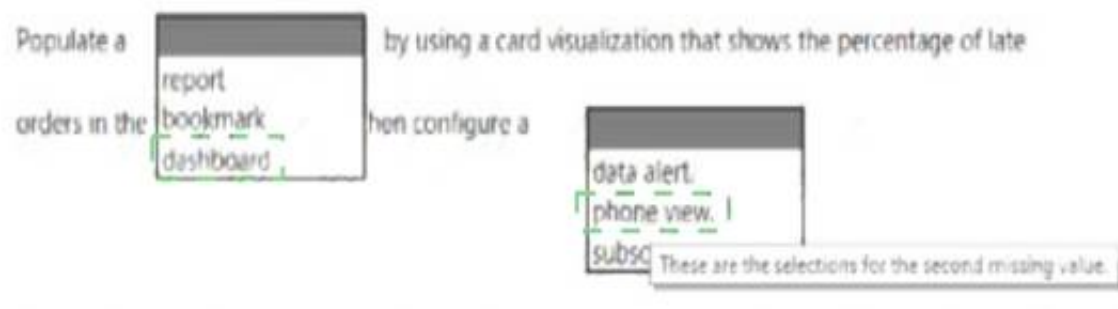 Populate a
by using a card visualization that shows the percentage of late
report
orders in the
bookmark
hen configure a
dashboard
data alert.
phone view.
subsc
These are the selections for the second missing value.